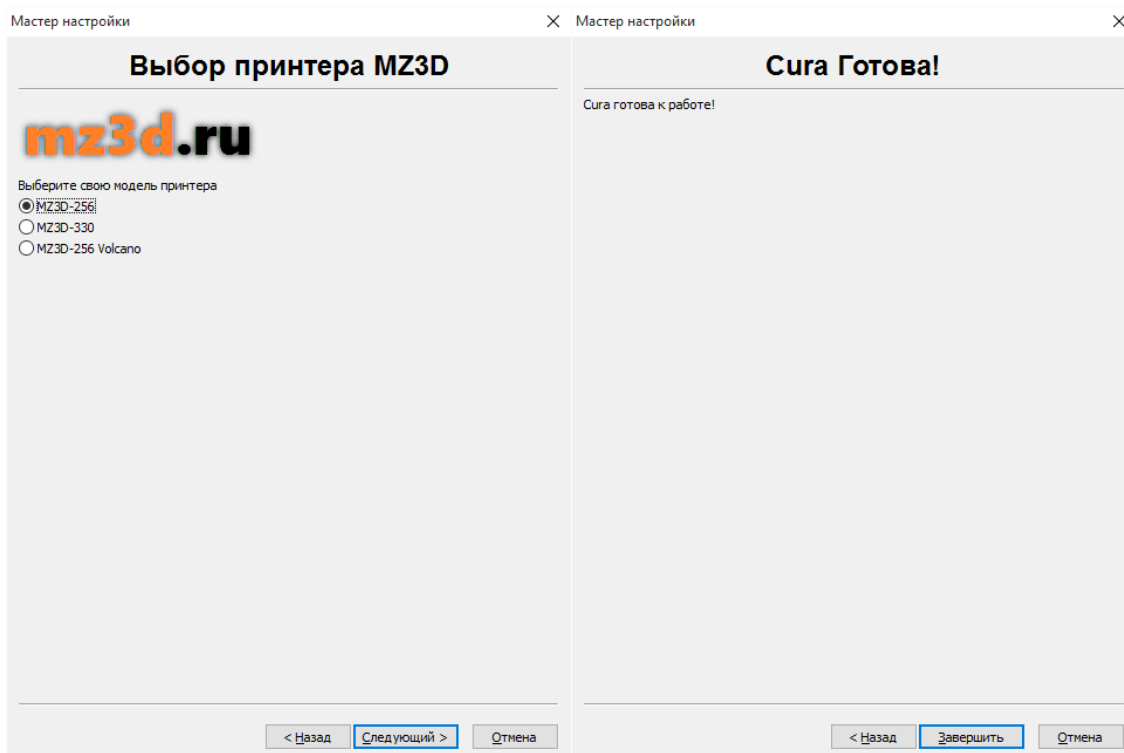 Мастер настройки
Выбор принтера MZ3D
mz3d.ru
Выберите свою модель принтера
MZ3D-256
MZ3D-330
MZ3D-256 Volcano
< Назад
Следующий >
Отмена
Мастер настройки
Cura Готова!
Cura готова к работе!
< Назад
Завершить
Отмена